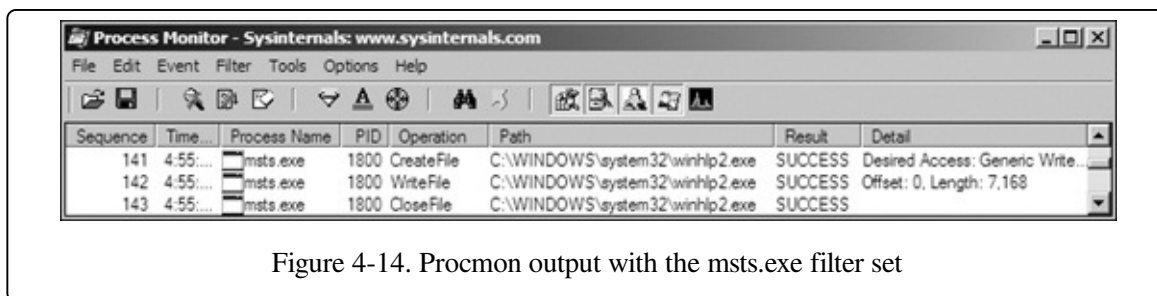 Process Monitor - Sysinternals: www.sysinternals.com
File Edit Event Filter Tools Options Help
Sequence Time... Process Name PID Operation Path Result Detail
141 4:55:... msts.exe 1800 CreateFile C:\WINDOWS\system32\winhlp2.exe SUCCESS Desired Access: Generic Write...
142 4:55:... msts.exe 1800 WriteFile C:\WINDOWS\system32\winhlp2.exe SUCCESS Offset: 0, Length: 7,168
143 4:55:... msts.exe 1800 CloseFile C:\WINDOWS\system32\winhlp2.exe SUCCESS
Figure 4-14. Procmon output with the msts.exe filter set